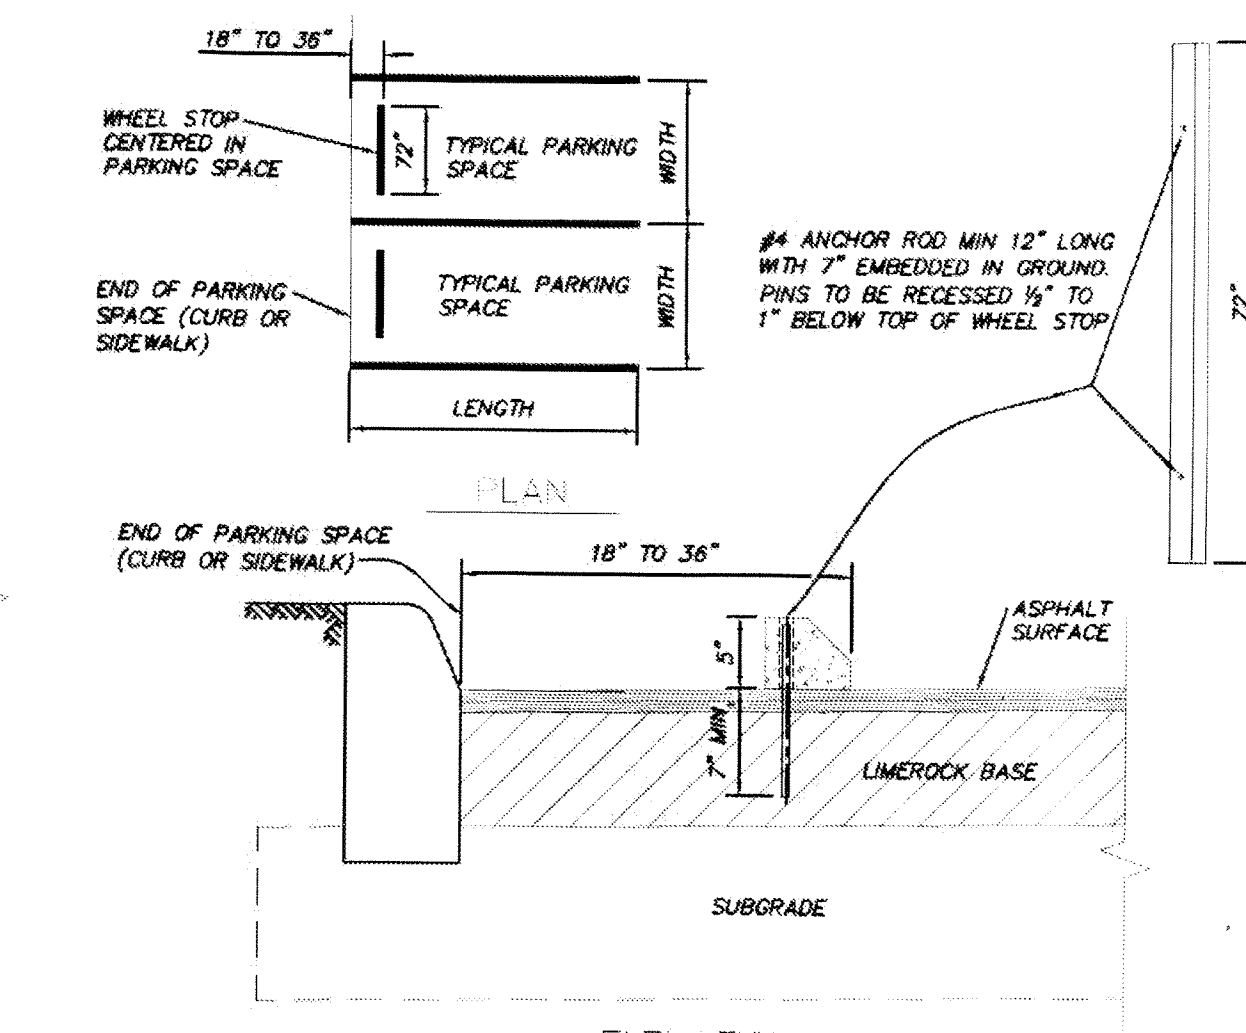 18" TO 36"
WHEEL STOP
CENTERED IN
PARKING SPACE
72"
TYPICAL PARKING
SPACE
WIDTH
END OF PARKING
SPACE (CURB OR
SIDEWALK)
TYPICAL PARKING
SPACE
WIDTH
LENGTH
PLAN
#4 ANCHOR ROD MIN 12" LONG
WITH 7" EMBEDDED IN GROUND.
PINS TO BE RECESSED ½" TO
1" BELOW TOP OF WHEEL STOP
72"
END OF PARKING SPACE
(CURB OR SIDEWALK)
18" TO 36"
5"
7" MIN.
ASPHALT
SURFACE
LIMEROCK BASE
SUBGRADE